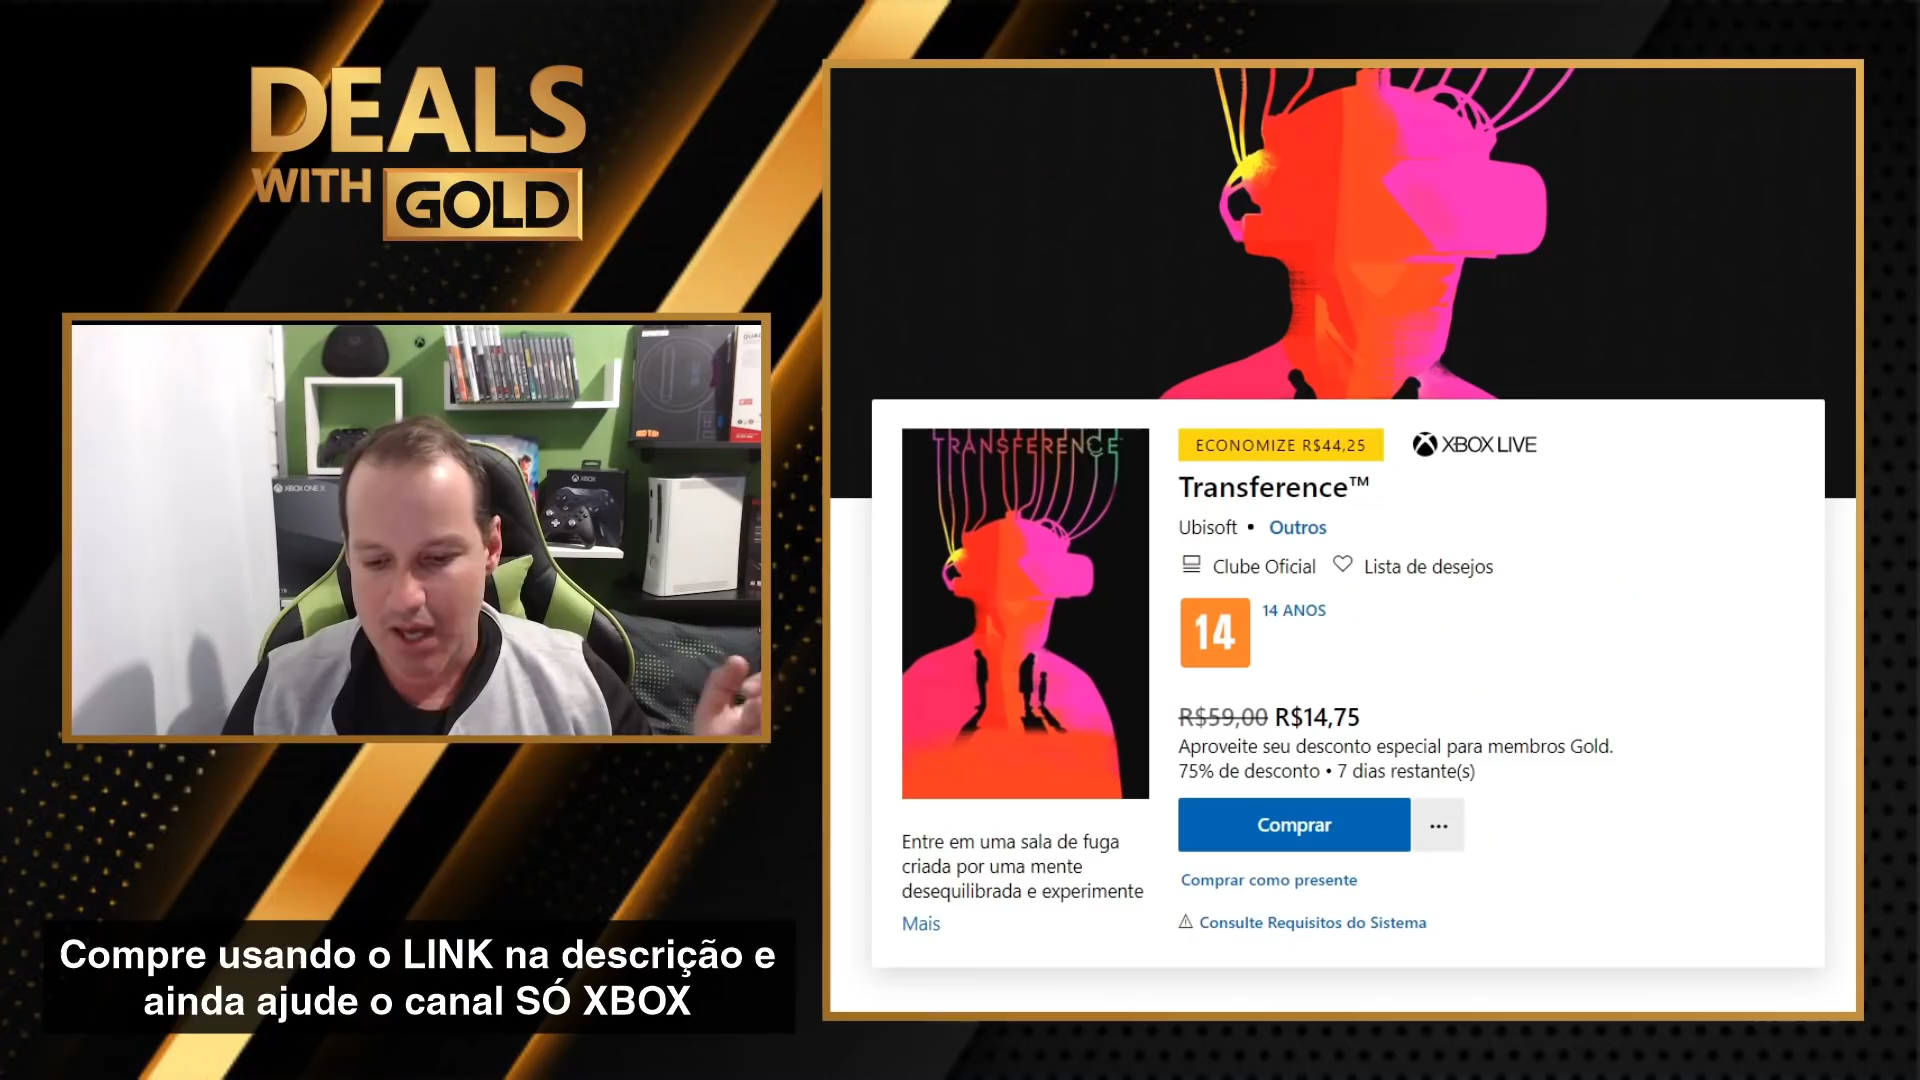 DEALS
WITH GOLD
XBOX ONE X
XBOX
Compre usando o LINK na descrição e
ainda ajude o canal SÓ XBOX
TRANSFERENCE
ECONOMIZE R$44,25
XBOX LIVE
Transference™
Ubisoft • Outros
Clube Oficial
Lista de desejos
14
14 ANOS
R$59,00 R$14,75
Aproveite seu desconto especial para membros Gold.
75% de desconto • 7 dias restante(s)
Comprar
...
Comprar como presente
Consulte Requisitos do Sistema
Entre em uma sala de fuga
criada por uma mente
desequilibrada e experimente
Mais